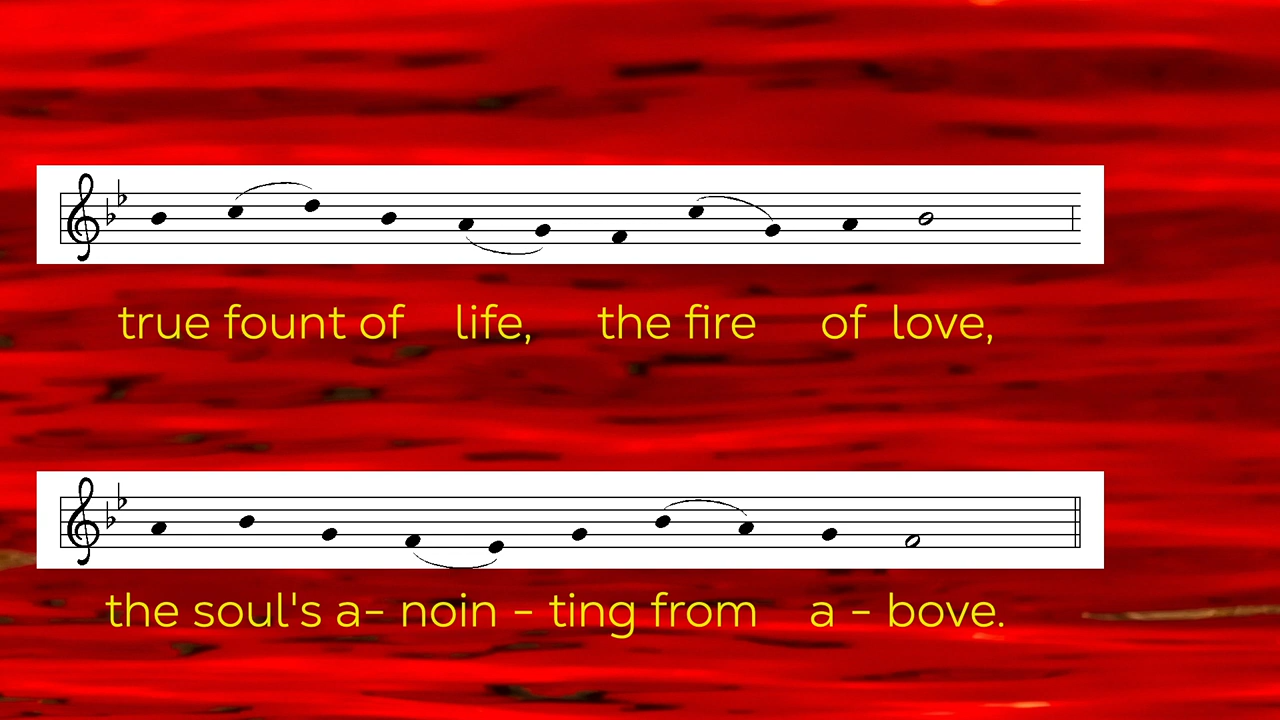 true fount of life, the fire of love,
the soul's a- noin - ting from a - bove.